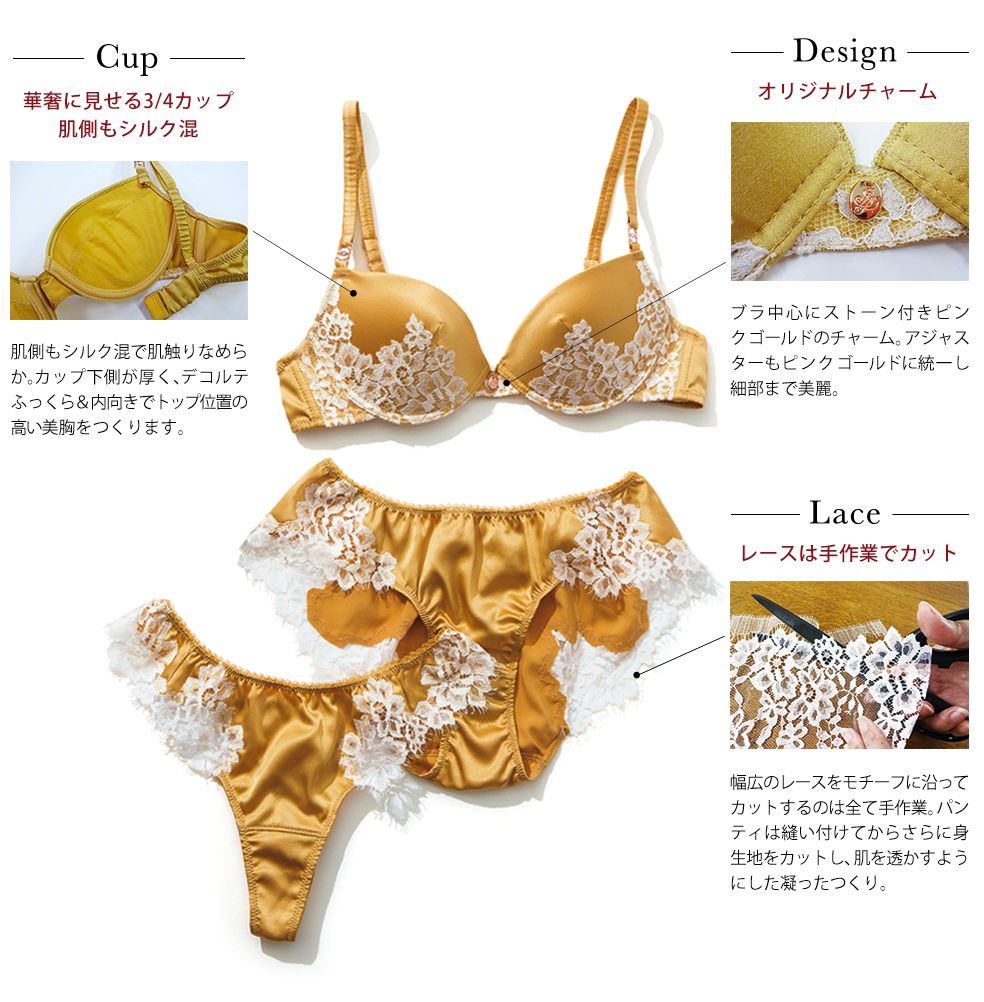 Cup
華奢に見せる3/4カップ
肌側もシルク混
肌側もシルク混で肌触りなめら
か。カップ下側が厚く、デコルテ
ふっくら＆内向きでトップ位置の
高い美胸をつくります。
Design
オリジナルチャーム
ブラ中心にストーン付きピン
クゴールドのチャーム。アジャス
ターもピンクゴールドに統一し
細部まで美麗。
Lace
レースは手作業でカット
幅広のレースをモチーフに沿って
カットするのは全て手作業。パン
ティは縫い付けてからさらに身
生地をカットし、肌を透かすよう
にした凝ったつくり。